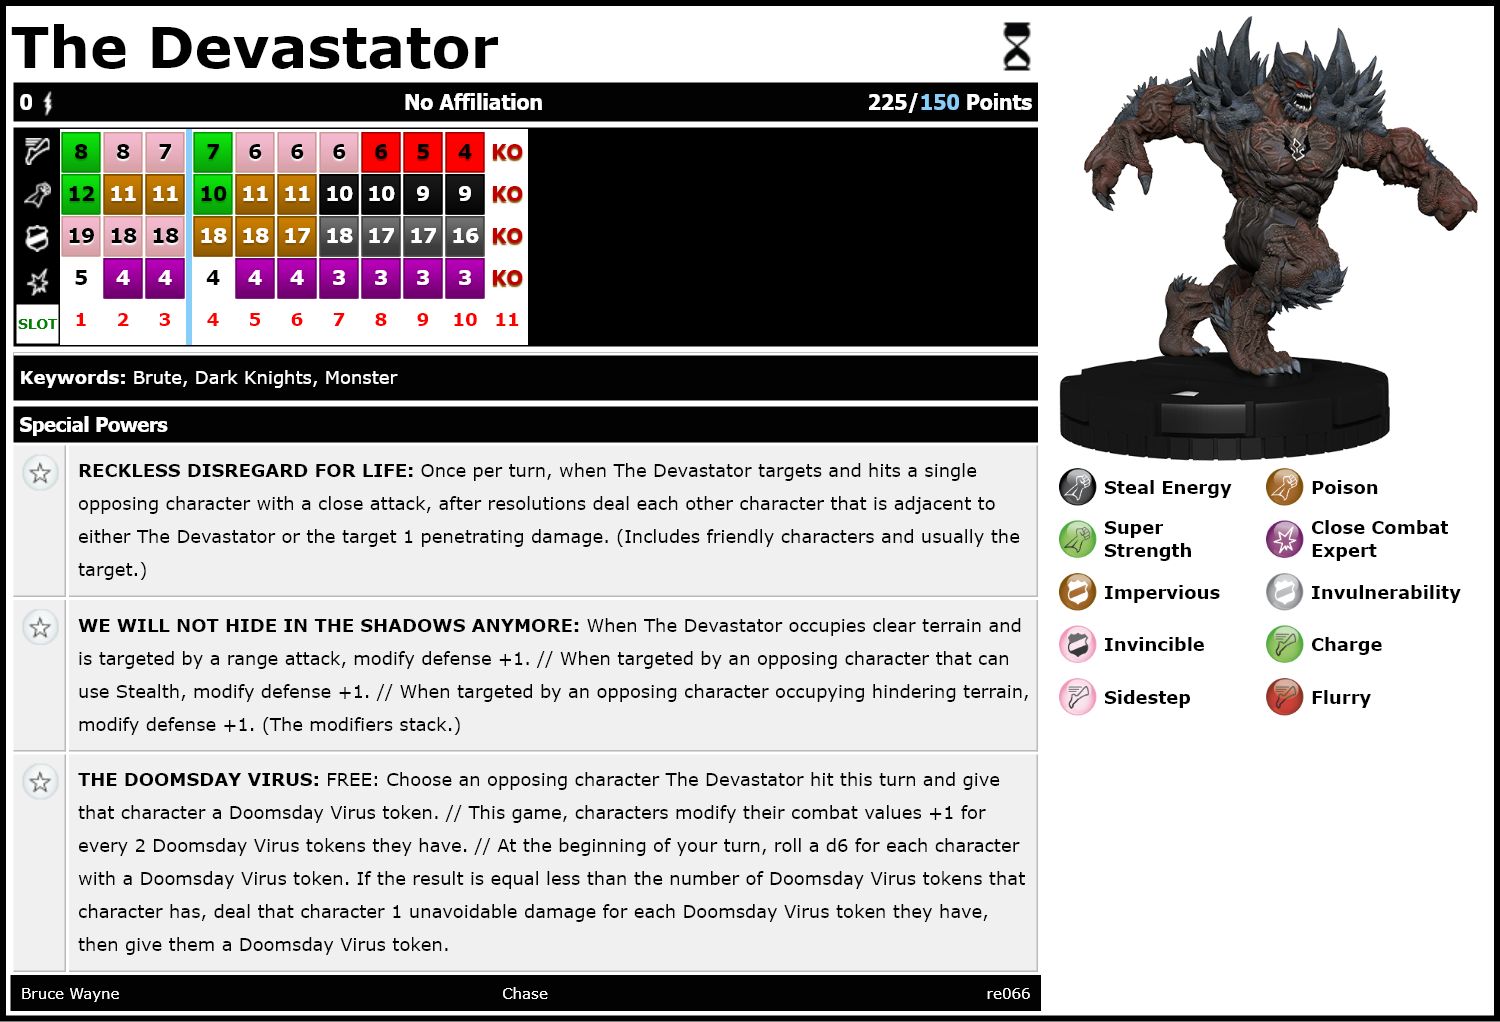 The Devastator
0 No Affiliation 225/150 Points
8 8 7 7 6 6 6 6 5 4 KO
12 11 11 10 11 11 10 10 9 9 KO
19 18 18 18 18 17 18 17 17 16 KO
5 4 4 4 4 4 3 3 3 3 KO
SLOT 1 2 3 4 5 6 7 8 9 10 11
Keywords: Brute, Dark Knights, Monster
Special Powers
RECKLESS DISREGARD FOR LIFE: Once per turn, when The Devastator targets and hits a single
opposing character with a close attack, after resolutions deal each other character that is adjacent to
either The Devastator or the target 1 penetrating damage. (Includes friendly characters and usually the
target.)
WE WILL NOT HIDE IN THE SHADOWS ANYMORE: When The Devastator occupies clear terrain and
is targeted by a range attack, modify defense +1. // When targeted by an opposing character that can
use Stealth, modify defense +1. // When targeted by an opposing character occupying hindering terrain,
modify defense +1. (The modifiers stack.)
THE DOOMSDAY VIRUS: FREE: Choose an opposing character The Devastator hit this turn and give
that character a Doomsday Virus token. // This game, characters modify their combat values +1 for
every 2 Doomsday Virus tokens they have. // At the beginning of your turn, roll a d6 for each character
with a Doomsday Virus token. If the result is equal less than the number of Doomsday Virus tokens that
character has, deal that character 1 unavoidable damage for each Doomsday Virus token they have,
then give them a Doomsday Virus token.
Bruce Wayne Chase re066
Steal Energy Poison
Super
Strength
Close Combat
Expert
Impervious Invulnerability
Invincible Charge
Sidestep Flurry